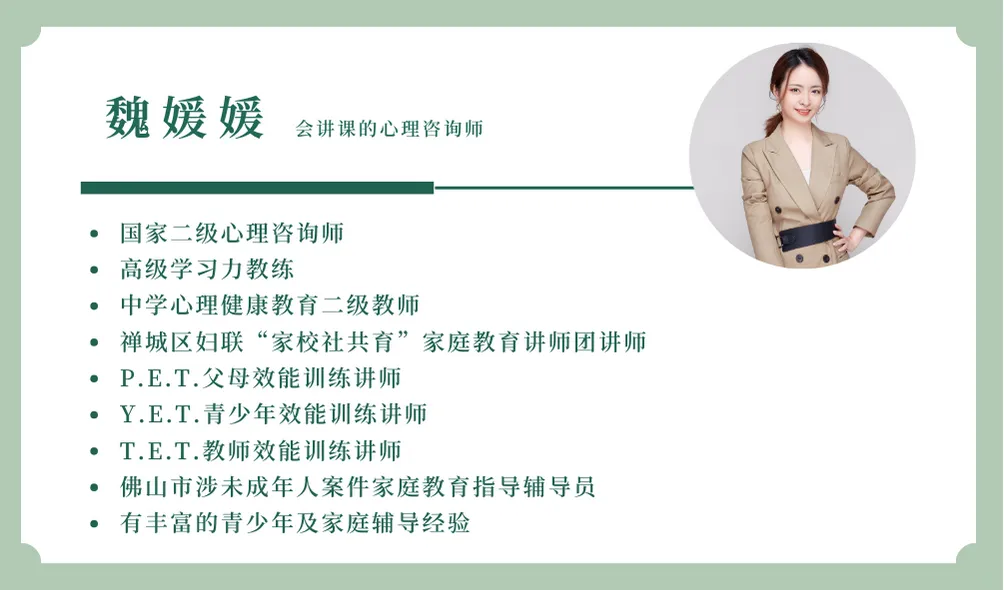 魏媛媛 会讲课的心理咨询师
国家二级心理咨询师
高级学习力教练
中学心理健康教育二级教师
禅城区妇联“家校社共育”家庭教育讲师团讲师
P.E.T.父母效能训练讲师
Y.E.T.青少年效能训练讲师
T.E.T.教师效能训练讲师
佛山市涉未成年人案件家庭教育指导辅导员
有丰富的青少年及家庭辅导经验